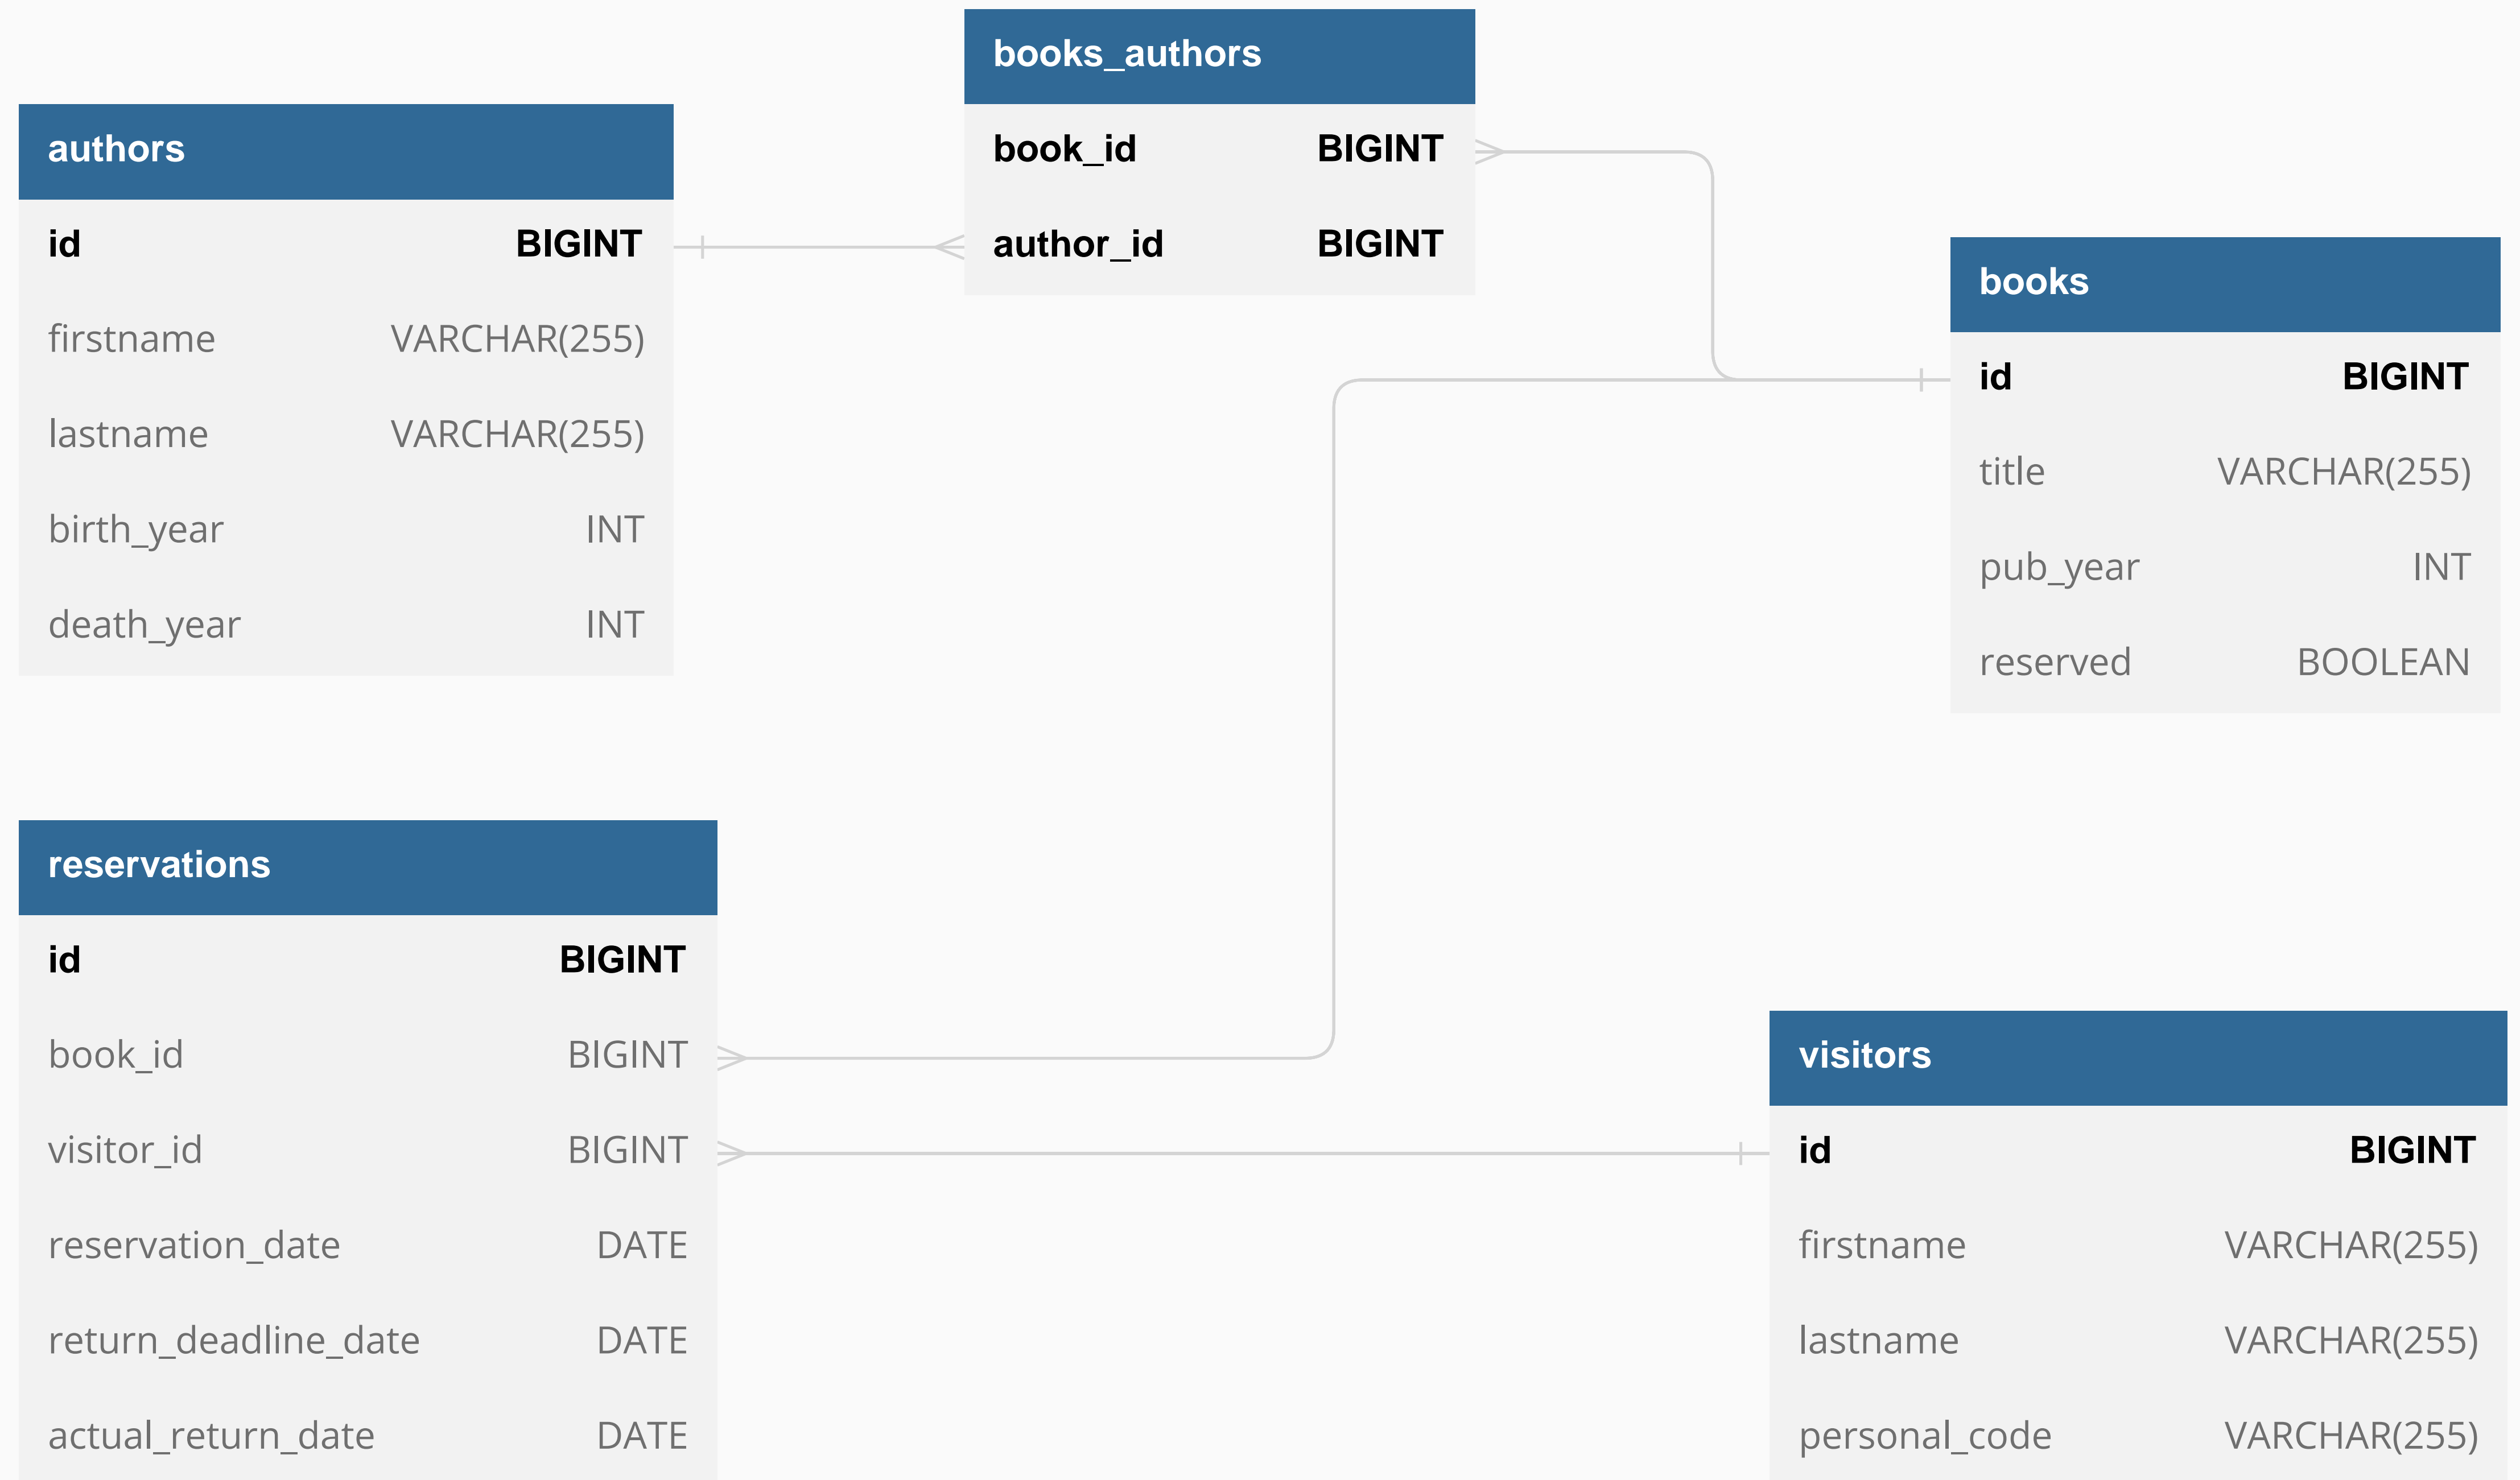 books_authors
book_id BIGINT
author_id BIGINT
authors
id BIGINT
firstname VARCHAR(255)
lastname VARCHAR(255)
birth_year INT
death_year INT
books
id BIGINT
title VARCHAR(255)
pub_year INT
reserved BOOLEAN
reservations
id BIGINT
book_id BIGINT
visitor_id BIGINT
reservation_date DATE
return_deadline_date DATE
actual_return_date DATE
visitors
id BIGINT
firstname VARCHAR(255)
lastname VARCHAR(255)
personal_code VARCHAR(255)